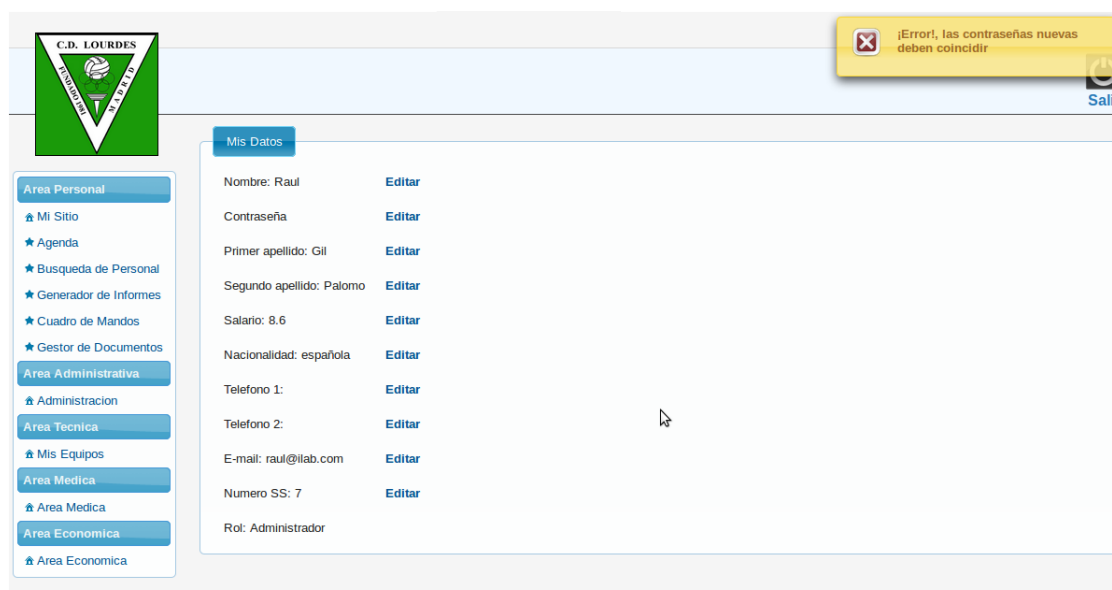 C.D. LOURDES
FUNDADO 1981
MADRID
¡Error!, las contraseñas nuevas
deben coincidir
Sali
Mis Datos
Area Personal
Mi Sitio
Agenda
Busqueda de Personal
Generador de Informes
Cuadro de Mandos
Gestor de Documentos
Area Administrativa
Administracion
Area Tecnica
Mis Equipos
Area Medica
Area Medica
Area Economica
Area Economica
Nombre: Raul Editar
Contraseña Editar
Primer apellido: Gil Editar
Segundo apellido: Palomo Editar
Salario: 8.6 Editar
Nacionalidad: española Editar
Telefono 1: Editar
Telefono 2: Editar
E-mail: raul@ilab.com Editar
Numero SS: 7 Editar
Rol: Administrador